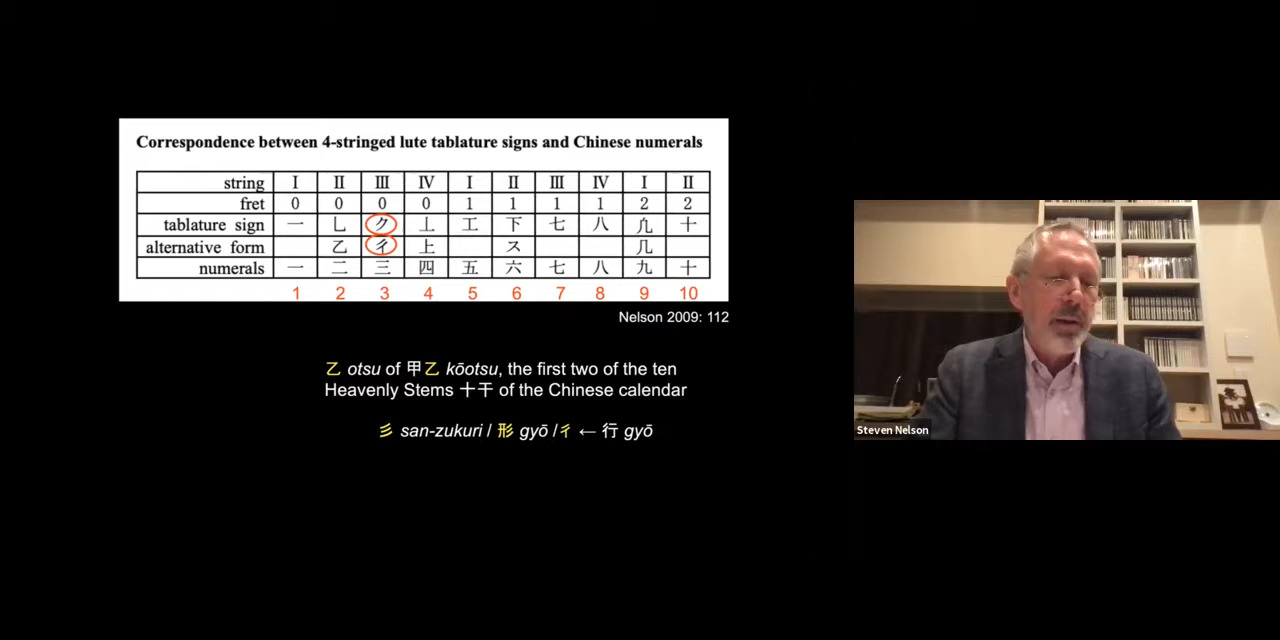 Correspondence between 4-stringed lute tablature signs and Chinese numerals
string I II III IV I II III IV I II
fret 0 0 0 0 1 1 1 1 2 2
tablature sign 一 乚 ク 丄 工 下 七 八 凢 十
alternative form 乙 彳 上 ス 几
numerals 一 二 三 四 五 六 七 八 九 十
1 2 3 4 5 6 7 8 9 10
Nelson 2009: 112
乙 otsu of 甲乙 kōotsu, the first two of the ten
Heavenly Stems 十干 of the Chinese calendar
彡 san-zukuri / 形 gyō /彳 ← 行 gyō
Steven Nelson